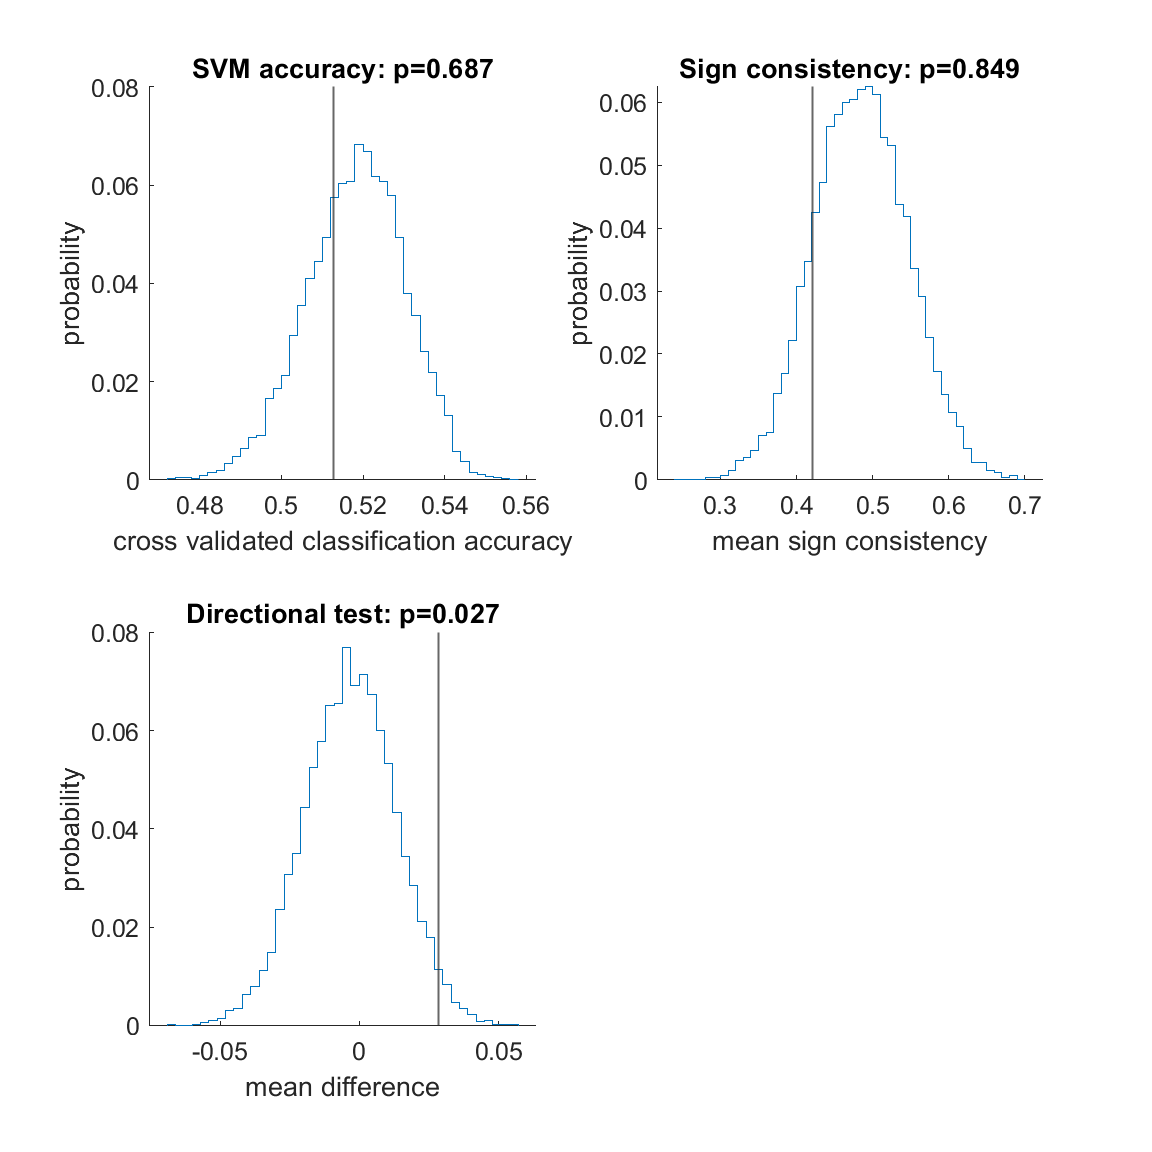 SVM accuracy: p=0.687
0.08
0.06
0.04
0.02
0
probability
0.48 0.5 0.52 0.54 0.56
cross validated classification accuracy
Sign consistency: p=0.849
0.06
0.05
0.04
0.03
0.02
0.01
0
probability
0.3 0.4 0.5 0.6 0.7
mean sign consistency
Directional test: p=0.027
0.08
0.06
0.04
0.02
0
probability
-0.05 0 0.05
mean difference